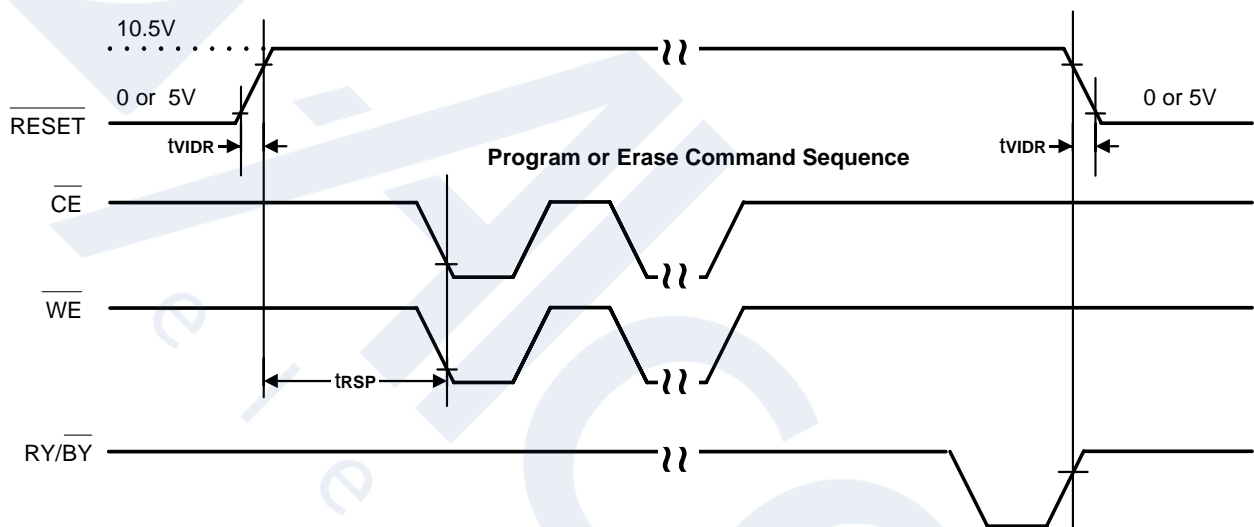 10.5V
0 or 5V
0 or 5V
RESET
tVIDR
tVIDR
Program or Erase Command Sequence
CE
WE
tRSP
RY/BY
e
e